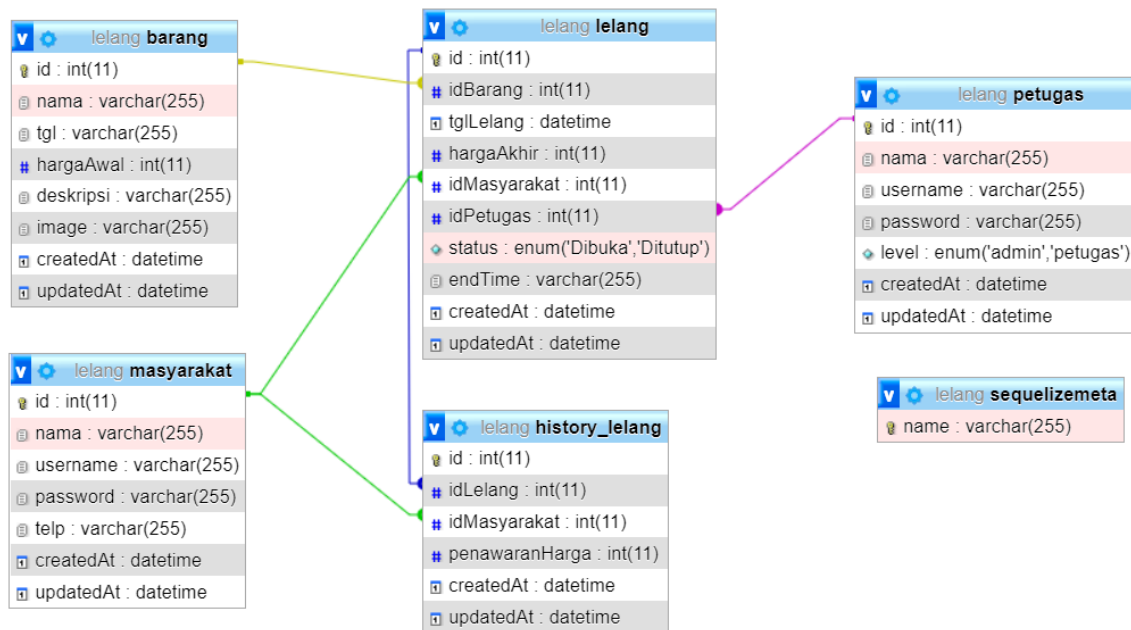 lelang barang
id : int(11)
nama : varchar(255)
tgl : varchar(255)
# hargaAwal : int(11)
deskripsi : varchar(255)
image : varchar(255)
createdAt : datetime
updatedAt : datetime
lelang masyarakat
id : int(11)
nama : varchar(255)
username : varchar(255)
password : varchar(255)
telp : varchar(255)
createdAt : datetime
updatedAt : datetime
lelang lelang
id : int(11)
# idBarang : int(11)
tglLelang : datetime
# hargaAkhir : int(11)
# idMasyarakat : int(11)
# idPetugas : int(11)
status : enum('Dibuka','Ditutup')
endTime : varchar(255)
createdAt : datetime
updatedAt : datetime
lelang history_lelang
id : int(11)
# idLelang : int(11)
# idMasyarakat : int(11)
# penawaranHarga : int(11)
createdAt : datetime
updatedAt : datetime
lelang petugas
id : int(11)
nama : varchar(255)
username : varchar(255)
password : varchar(255)
level : enum('admin','petugas')
createdAt : datetime
updatedAt : datetime
lelang sequelizemeta
name : varchar(255)